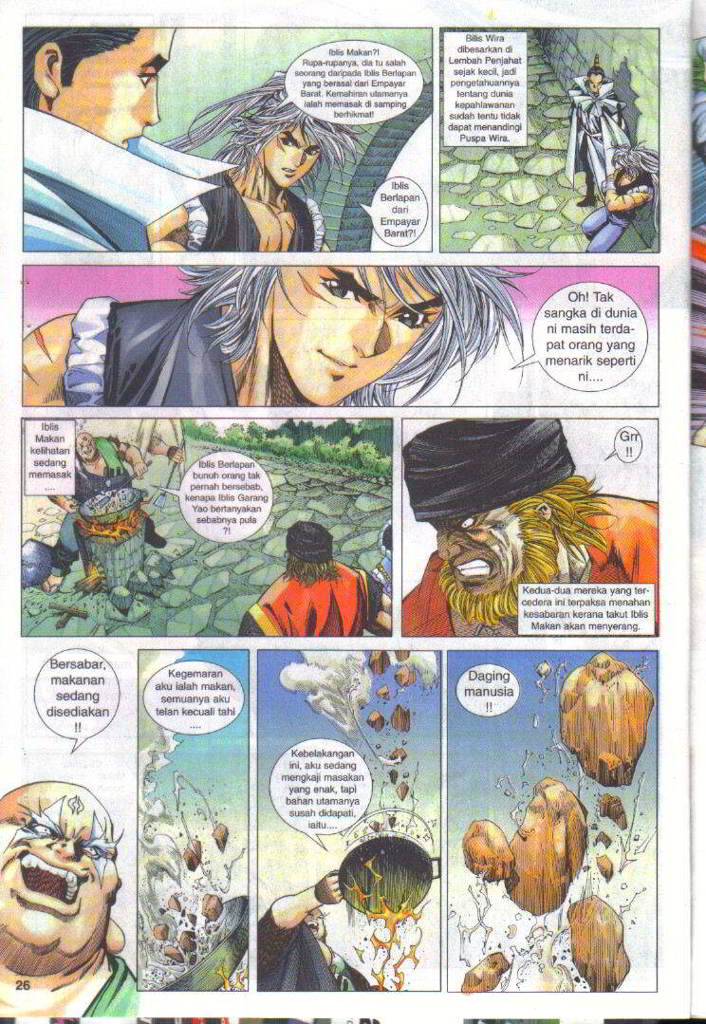 Iblis Makan?!
Rupa-rupanya, dia tu salah
seorang daripada Iblis Berlapan
yang berasal dari Empayar
Barat. Kemahiran utamanya
ialah memasak di samping
berhikmat!
Iblis
Berlapan
dari
Empayar
Barat?!
Bilis Wira
dibesarkan di
Lembah Penjahat
sejak kecil, jadi
pengetahuannya
tentang dunia
kepahlawanan
sudah tentu tidak
dapat menandingi
Puspa Wira.
Oh! Tak
sangka di dunia
ni masih terda-
pat orang yang
menarik seperti
ni....
Iblis
Makan
kelihatan
sedang
memasak
....
Iblis Berlapan
bunuh orang tak
pernah bersebab,
kenapa Iblis Garang
Yao bertanyakan
sebabnya pula
?!
Grr
!!
Kedua-dua mereka yang ter-
cedera ini terpaksa menahan
kesabaran kerana takut Iblis
Makan akan menyerang.
Bersabar,
makanan
sedang
disediakan
!!
Kegemaran
aku ialah makan,
semuanya aku
telan kecuali tahi
....
Kebelakangan
ini, aku sedang
mengkaji masakan
yang enak, tapi
bahan utamanya
susah didapati,
iaitu....
Daging
manusia
!!
26